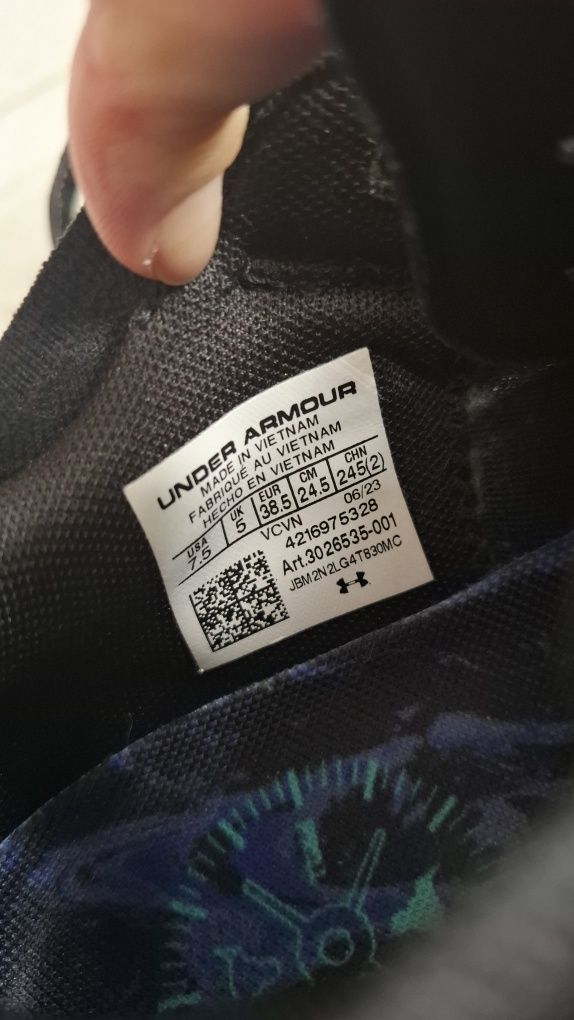 UNDER ARMOUR
MADE IN VIETNAM
FABRIQUÉ AU VIETNAM
HECHO EN VIETNAM
USA UK EUR CM CHN
7.5 5 38.5 24.5 245(2)
VCVN 06/23
4216975328
Art.3026535-001
JBM2N2LG4T830MC